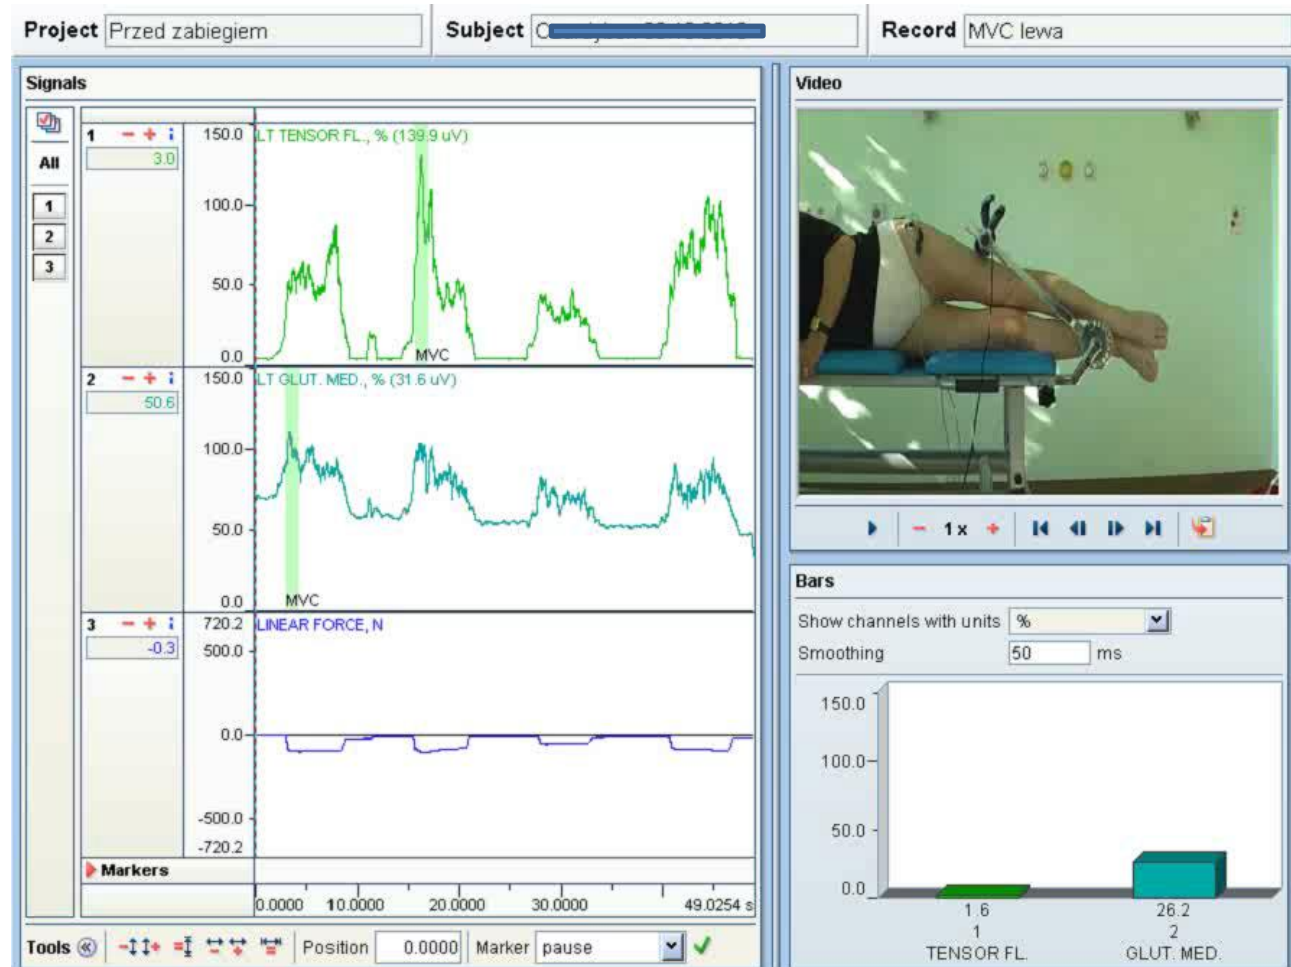 Project Przed zabiegiem Subject Record MVC lewa
Signals
All
1
2
3
1 - + i
3.0
150.0
100.0
50.0
0.0
LT TENSOR FL., % (139.9 uV)
MVC
2 - + i
50.6
150.0
100.0
50.0
0.0
LT GLUT. MED., % (31.6 uV)
MVC
3 - + i
-0.3
720.2
500.0
0.0
-500.0
-720.2
LINEAR FORCE, N
Markers
0.0000 10.0000 20.0000 30.0000 49.0254 s
Tools Position 0.0000 Marker pause
Video
- 1 x +
Bars
Show channels with units %
Smoothing 50 ms
150.0
100.0
50.0
0.0
1.6 26.2
1 2
TENSOR FL. GLUT. MED.